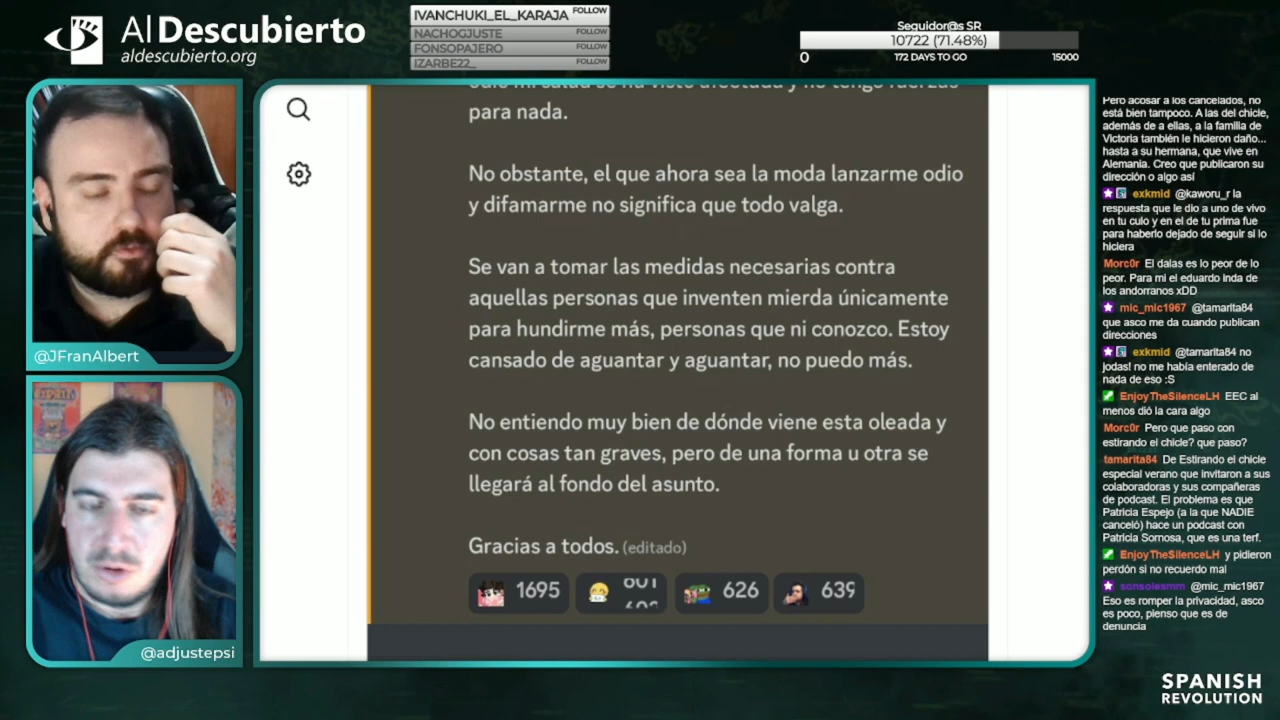 Al Descubierto
aldescubierto.org
IVANCHUKI_EL_KARAJA FOLLOW
NACHOGJUSTE FOLLOW
FONSOPAJERO FOLLOW
IZARBE22_ FOLLOW
Seguidor@s SR
10722 (71.48%)
0 172 DAYS TO GO 15000
@JFranAlbert
@adjustepsi
para nada.
No obstante, el que ahora sea la moda lanzarme odio
y difamarme no significa que todo valga.
Se van a tomar las medidas necesarias contra
aquellas personas que inventen mierda únicamente
para hundirme más, personas que ni conozco. Estoy
cansado de aguantar y aguantar, no puedo más.
No entiendo muy bien de dónde viene esta oleada y
con cosas tan graves, pero de una forma u otra se
llegará al fondo del asunto.
Gracias a todos. (editado)
1695 601 626 639
Pero acosar a los cancelados, no
está bien tampoco. A las del chicle,
además de a ellas, a la familia de
Victoria también le hicieron daño...
hasta a su hermana, que vive en
Alemania. Creo que publicaron su
dirección o algo así
exkmid @kaworu_r la
respuesta que le dio a uno de vivo
en tu culo y en el de tu prima fue
para haberlo dejado de seguir si lo
hiciera
Morc0r El dalas es lo peor de lo
peor. Para mi el eduardo inda de
los andorranos xDD
mic_mic1967 @tamarita84
que asco me da cuando publican
direcciones
exkmid @tamarita84 no
jodas! no me había enterado de
nada de eso :S
EnjoyTheSilenceLH EEC al
menos dió la cara algo
Morc0r Pero que paso con
estirando el chicle? que paso?
tamarita84 De Estirando el chicle
especial verano que invitaron a sus
colaboradoras y sus compañeras
de podcast. El problema es que
Patricia Espejo (a la que NADIE
canceló) hace un podcast con
Patricia Sornosa, que es una terf.
EnjoyTheSilenceLH y pidieron
perdón si no recuerdo mal
sonsolesmm @mic_mic1967
Eso es romper la privacidad, asco
es poco, pienso que es de
denuncia
SPANISH
REVOLUTION